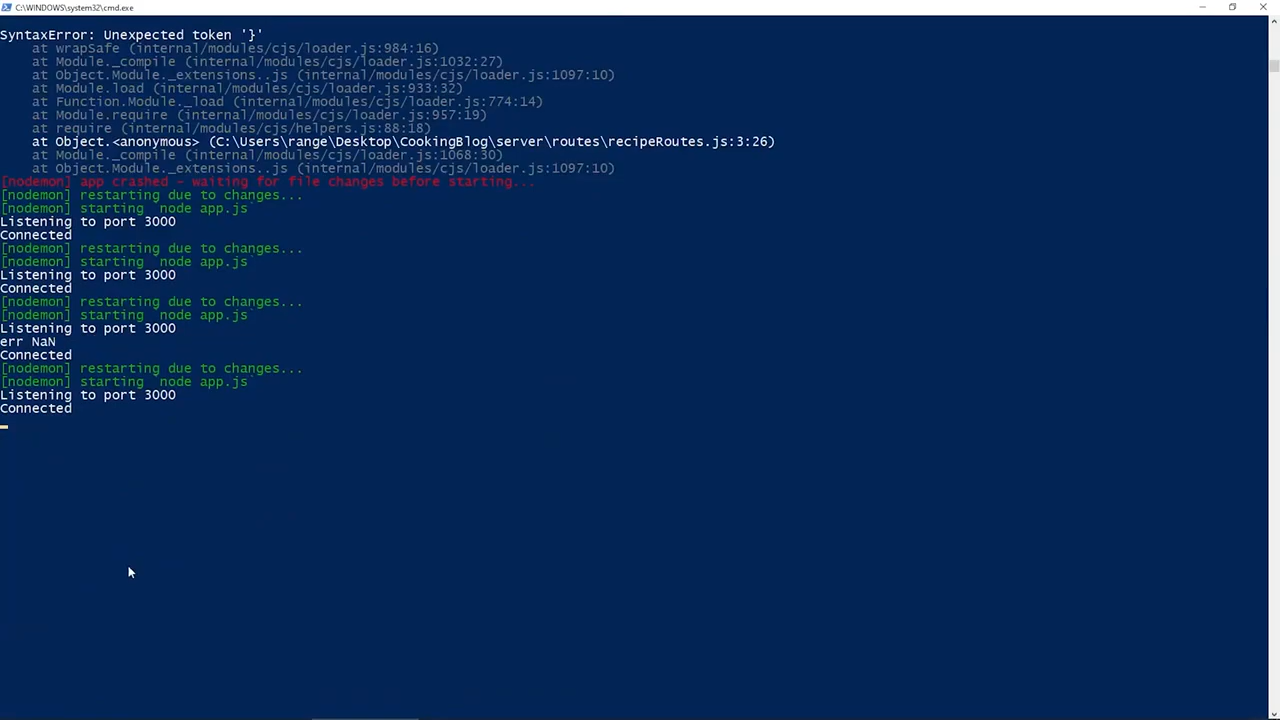 C:\WINDOWS\system32\cmd.exe
SyntaxError: Unexpected token '}'
    at wrapSafe (internal/modules/cjs/loader.js:984:16)
    at Module._compile (internal/modules/cjs/loader.js:1032:27)
    at Object.Module._extensions..js (internal/modules/cjs/loader.js:1097:10)
    at Module.load (internal/modules/cjs/loader.js:933:32)
    at Function.Module._load (internal/modules/cjs/loader.js:774:14)
    at Module.require (internal/modules/cjs/loader.js:957:19)
    at require (internal/modules/cjs/helpers.js:88:18)
    at Object.<anonymous> (C:\Users\range\Desktop\CookingBlog\server\routes\recipeRoutes.js:3:26)
    at Module._compile (internal/modules/cjs/loader.js:1068:30)
    at Object.Module._extensions..js (internal/modules/cjs/loader.js:1097:10)
[nodemon] app crashed - waiting for file changes before starting...
[nodemon] restarting due to changes...
[nodemon] starting `node app.js`
Listening to port 3000
Connected
[nodemon] restarting due to changes...
[nodemon] starting `node app.js`
Listening to port 3000
Connected
[nodemon] restarting due to changes...
[nodemon] starting `node app.js`
Listening to port 3000
err NaN
Connected
[nodemon] restarting due to changes...
[nodemon] starting `node app.js`
Listening to port 3000
Connected